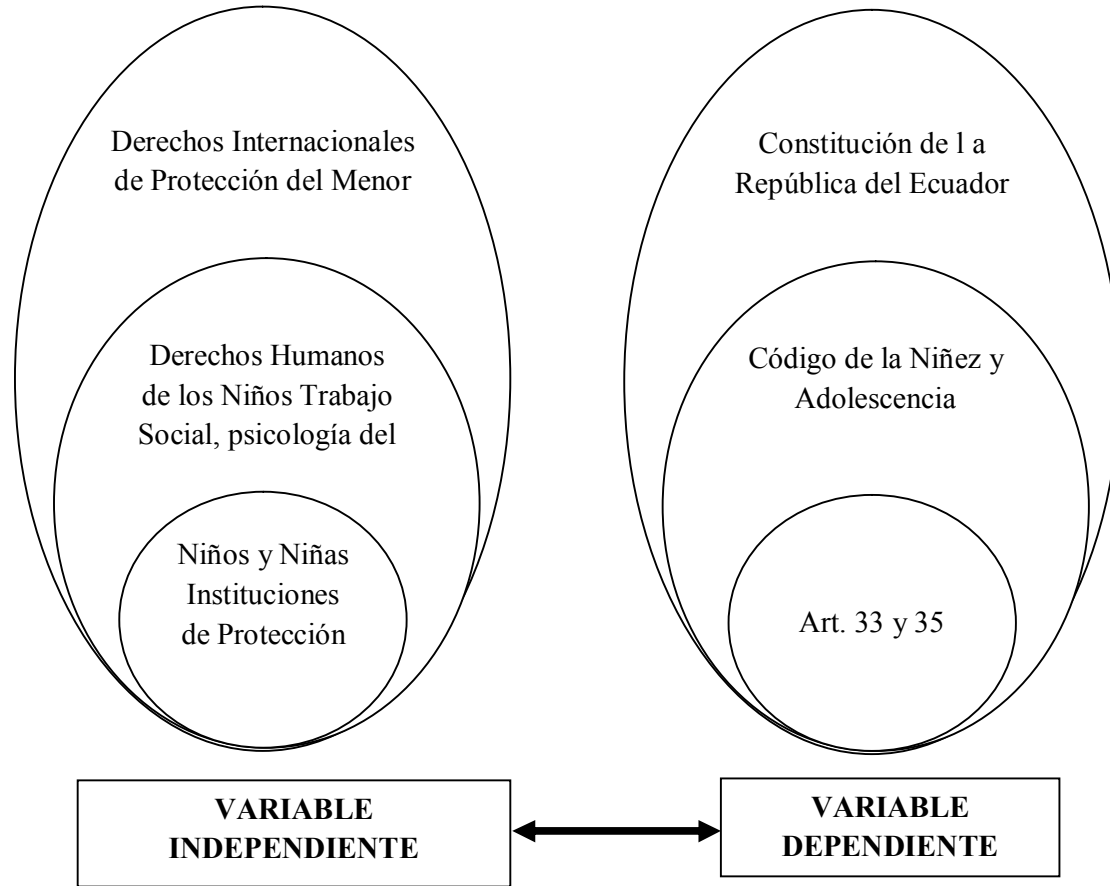 Derechos Internacionales
de Protección del Menor
Derechos Humanos
de los Niños Trabajo
Social, psicología del
Niños y Niñas
Instituciones
de Protección
VARIABLE
INDEPENDIENTE
Constitución de l a
República del Ecuador
Código de la Niñez y
Adolescencia
Art. 33 y 35
VARIABLE
DEPENDIENTE